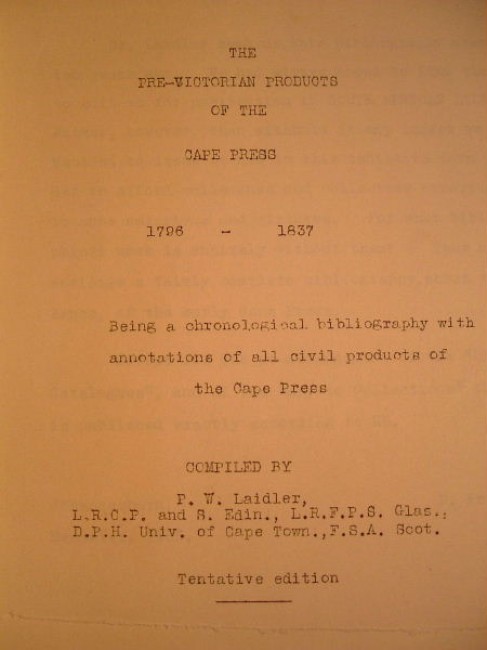 THE
PRE-VICTORIAN PRODUCTS
OF THE
CAPE PRESS
1796 - 1837
Being a chronological bibliography with
annotations of all civil products of
the Cape Press
COMPILED BY
P. W. Laidler,
L.R.C.P. and S. Edin., L.R.F.P.S. Glas.,
D.P.H. Univ. of Cape Town.,F.S.A. Scot.
Tentative edition